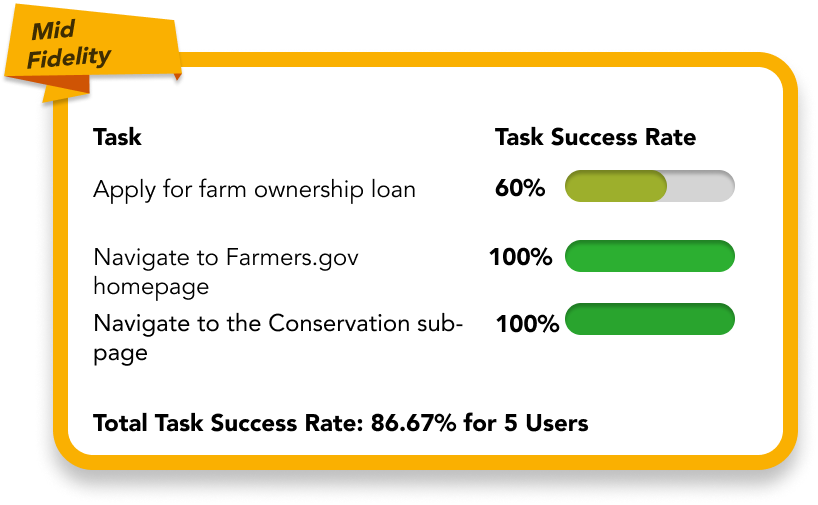 Mid
Fidelity
Task Task Success Rate
Apply for farm ownership loan 60%
Navigate to Farmers.gov 100%
homepage
Navigate to the Conservation sub- 100%
page
Total Task Success Rate: 86.67% for 5 Users